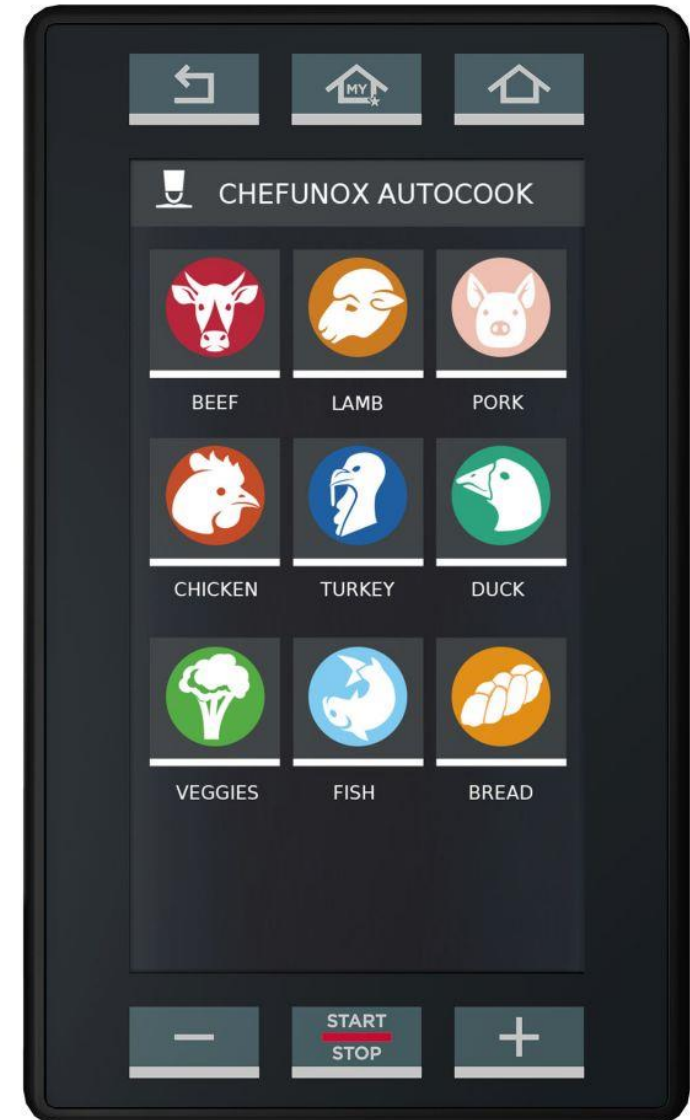 MY
CHEFUNOX AUTOCOOK
BEEF LAMB PORK
CHICKEN TURKEY DUCK
VEGGIES FISH BREAD
START
STOP